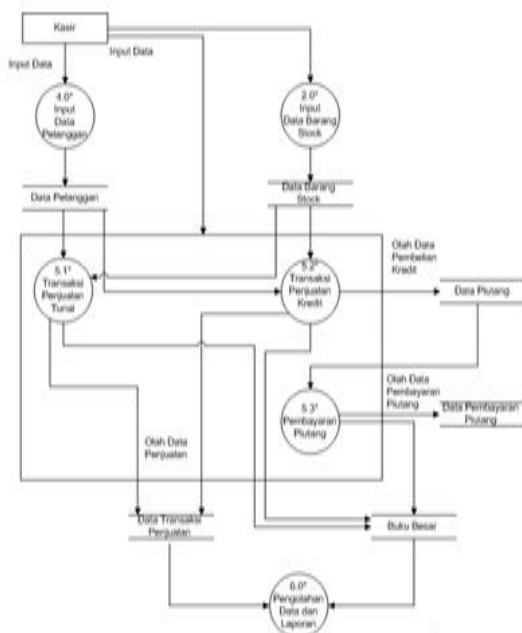 Kasir
Input Data
Input Data
4.0*
Input
Data
Pelanggan
2.0*
Input
Data Barang
Stock
Data Pelanggan
Data Barang
Stock
5.1*
Transaksi
Penjualan
Tunai
5.2*
Transaksi
Penjualan
Kredit
Olah Data
Pembelian
Kredit
Data Piutang
5.3*
Pembayaran
Piutang
Olah Data
Pembayaran
Piutang
Data Pembayaran
Piutang
Olah Data
Penjualan
Data Transaksi
Penjualan
Buku Besar
6.0*
Pengolahan
Data dan
Laporan